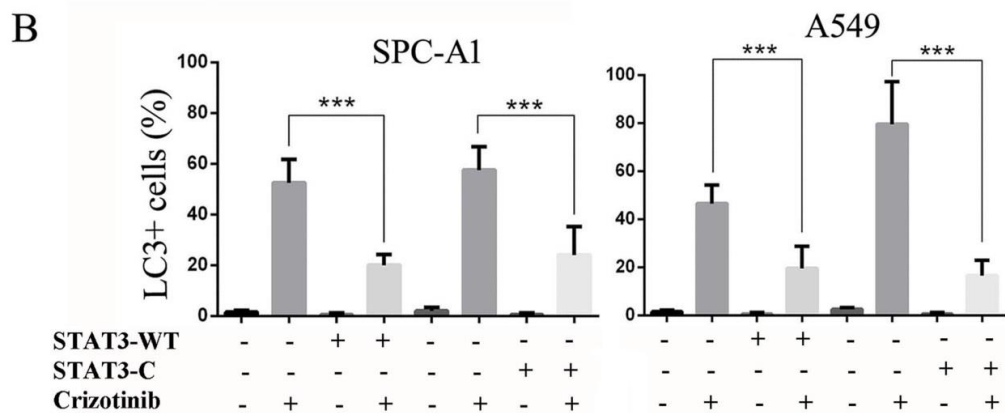 B
SPC-A1
A549
LC3+ cells (%)
100
80
60
40
20
0
*** ***
100
80
60
40
20
0
*** ***
STAT3-WT - - + + - - - - - - + + - - - -
STAT3-C - - - - - - + + - - - - - - + +
Crizotinib - + - + - + - + - + - + - + - +